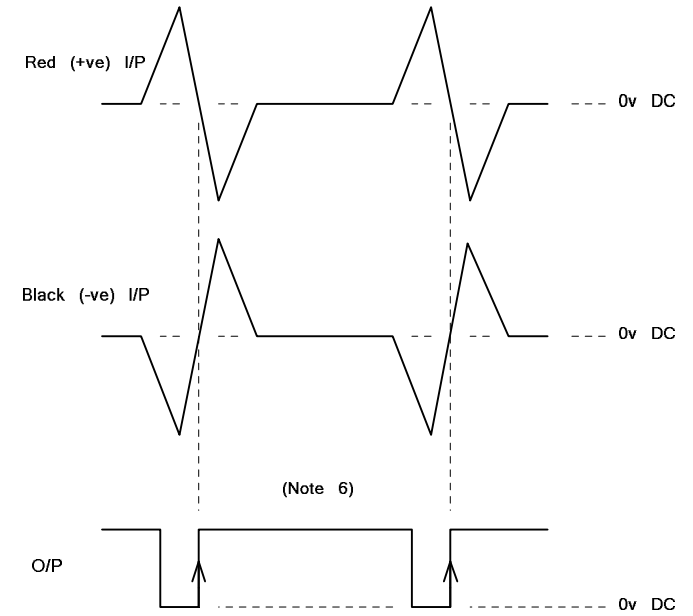 Red (+ve) I/P
0v DC
Black (-ve) I/P
0v DC
(Note 6)
O/P
0v DC